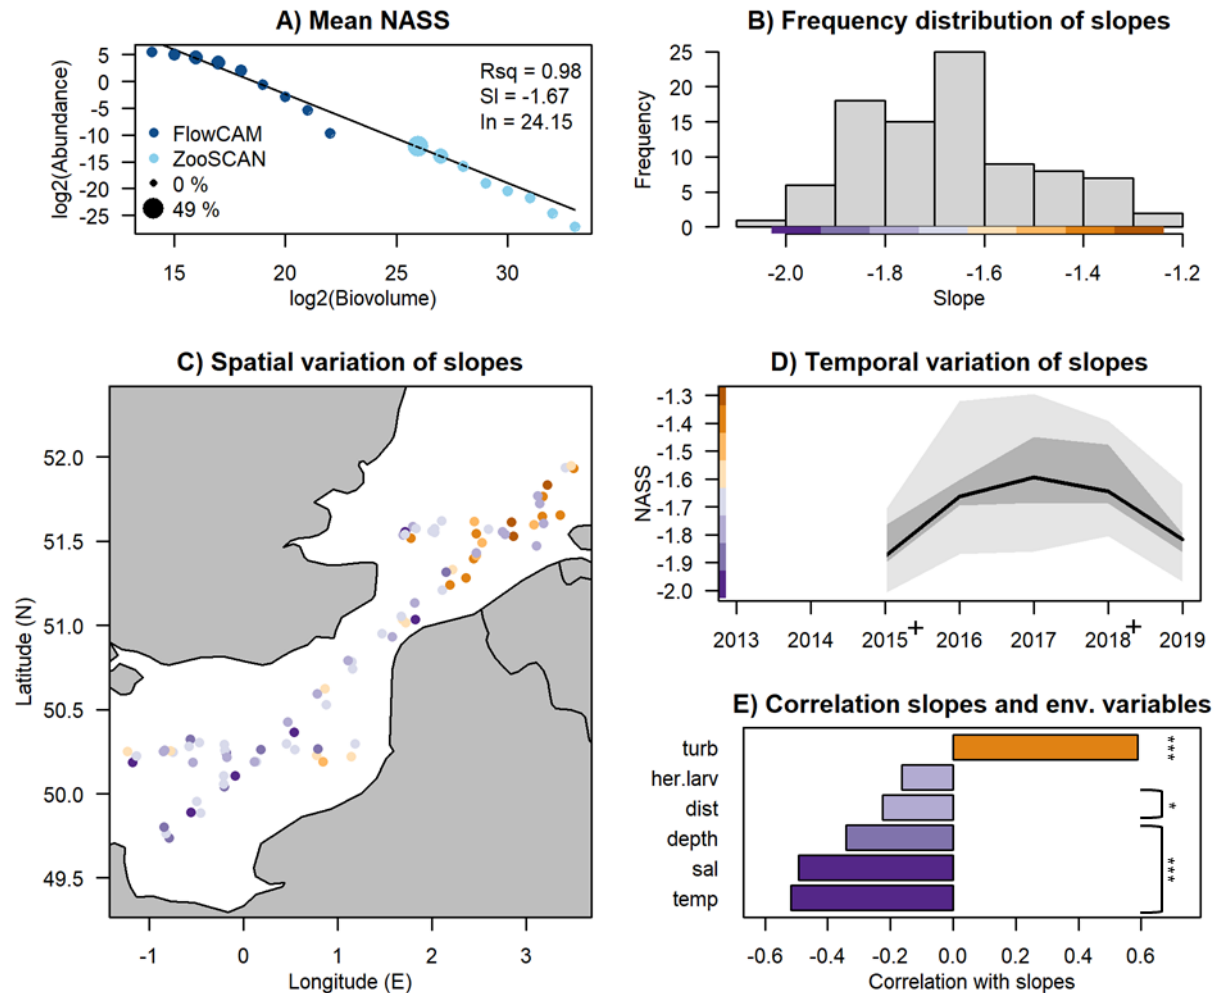 A) Mean NASS
log2(Abundance)
5
0
-5
-10
-15
-20
-25
Rsq = 0.98
Sl = -1.67
In = 24.15
FlowCAM
ZooSCAN
0 %
49 %
15 20 25 30
log2(Biovolume)
B) Frequency distribution of slopes
Frequency
25
20
15
10
5
0
-2.0 -1.8 -1.6 -1.4 -1.2
Slope
C) Spatial variation of slopes
Latitude (N)
52.0
51.5
51.0
50.5
50.0
49.5
-1 0 1 2 3
Longitude (E)
D) Temporal variation of slopes
NASS
-1.3
-1.4
-1.5
-1.6
-1.7
-1.8
-1.9
-2.0
2013 2014 2015 + 2016 2017 2018 + 2019
E) Correlation slopes and env. variables
turb ***
her.larv
dist *
depth
sal ***
temp
-0.6 -0.4 -0.2 0.0 0.2 0.4 0.6
Correlation with slopes